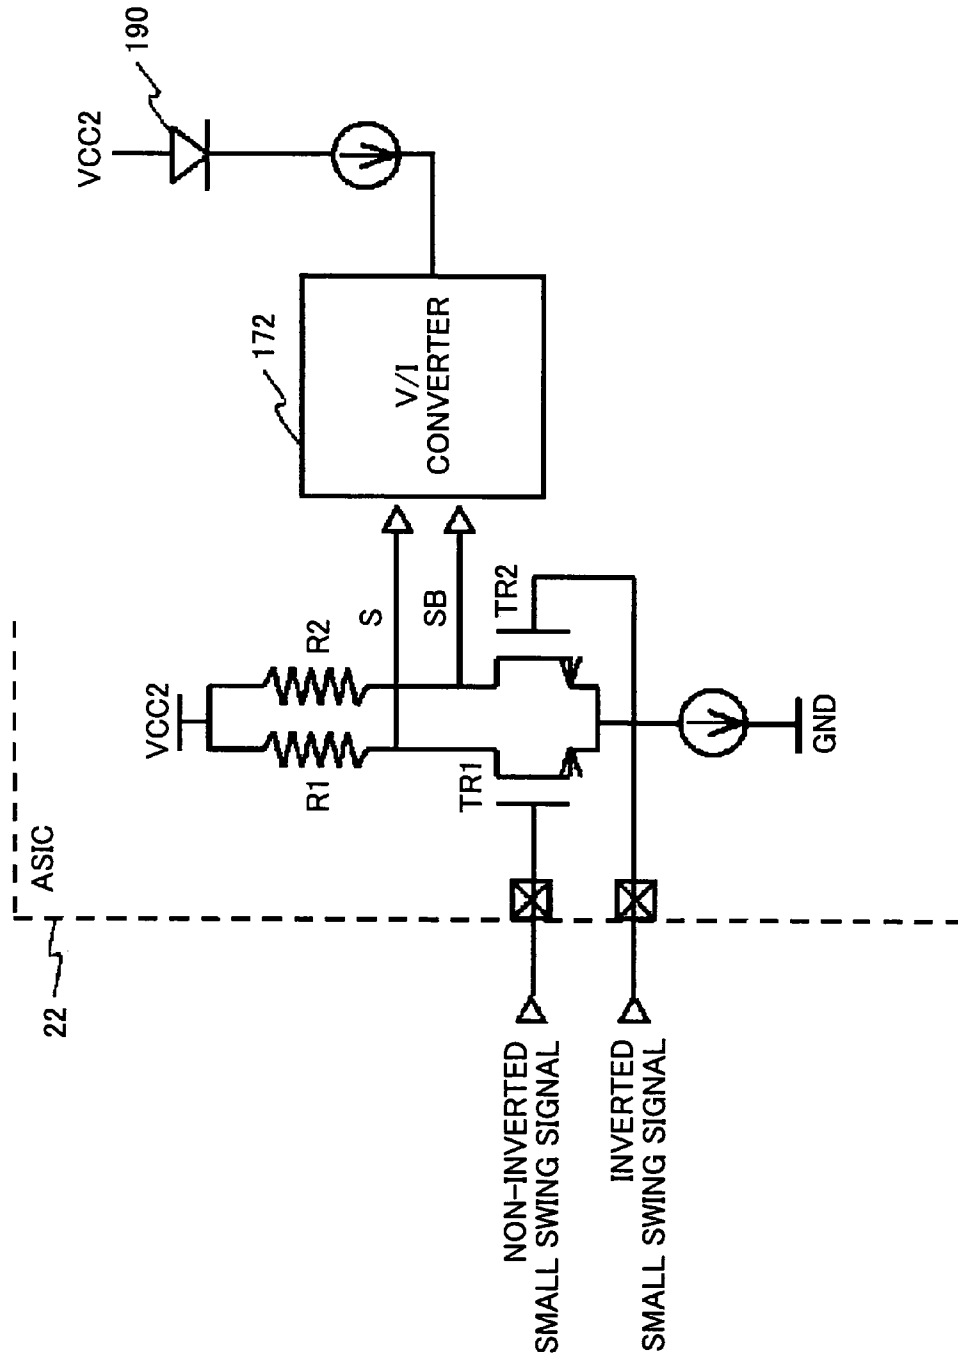 22
ASIC
NON-INVERTED
SMALL SWING SIGNAL
INVERTED
SMALL SWING SIGNAL
VCC2
R1
R2
TR1
TR2
GND
S
SB
172
V/I
CONVERTER
VCC2
190